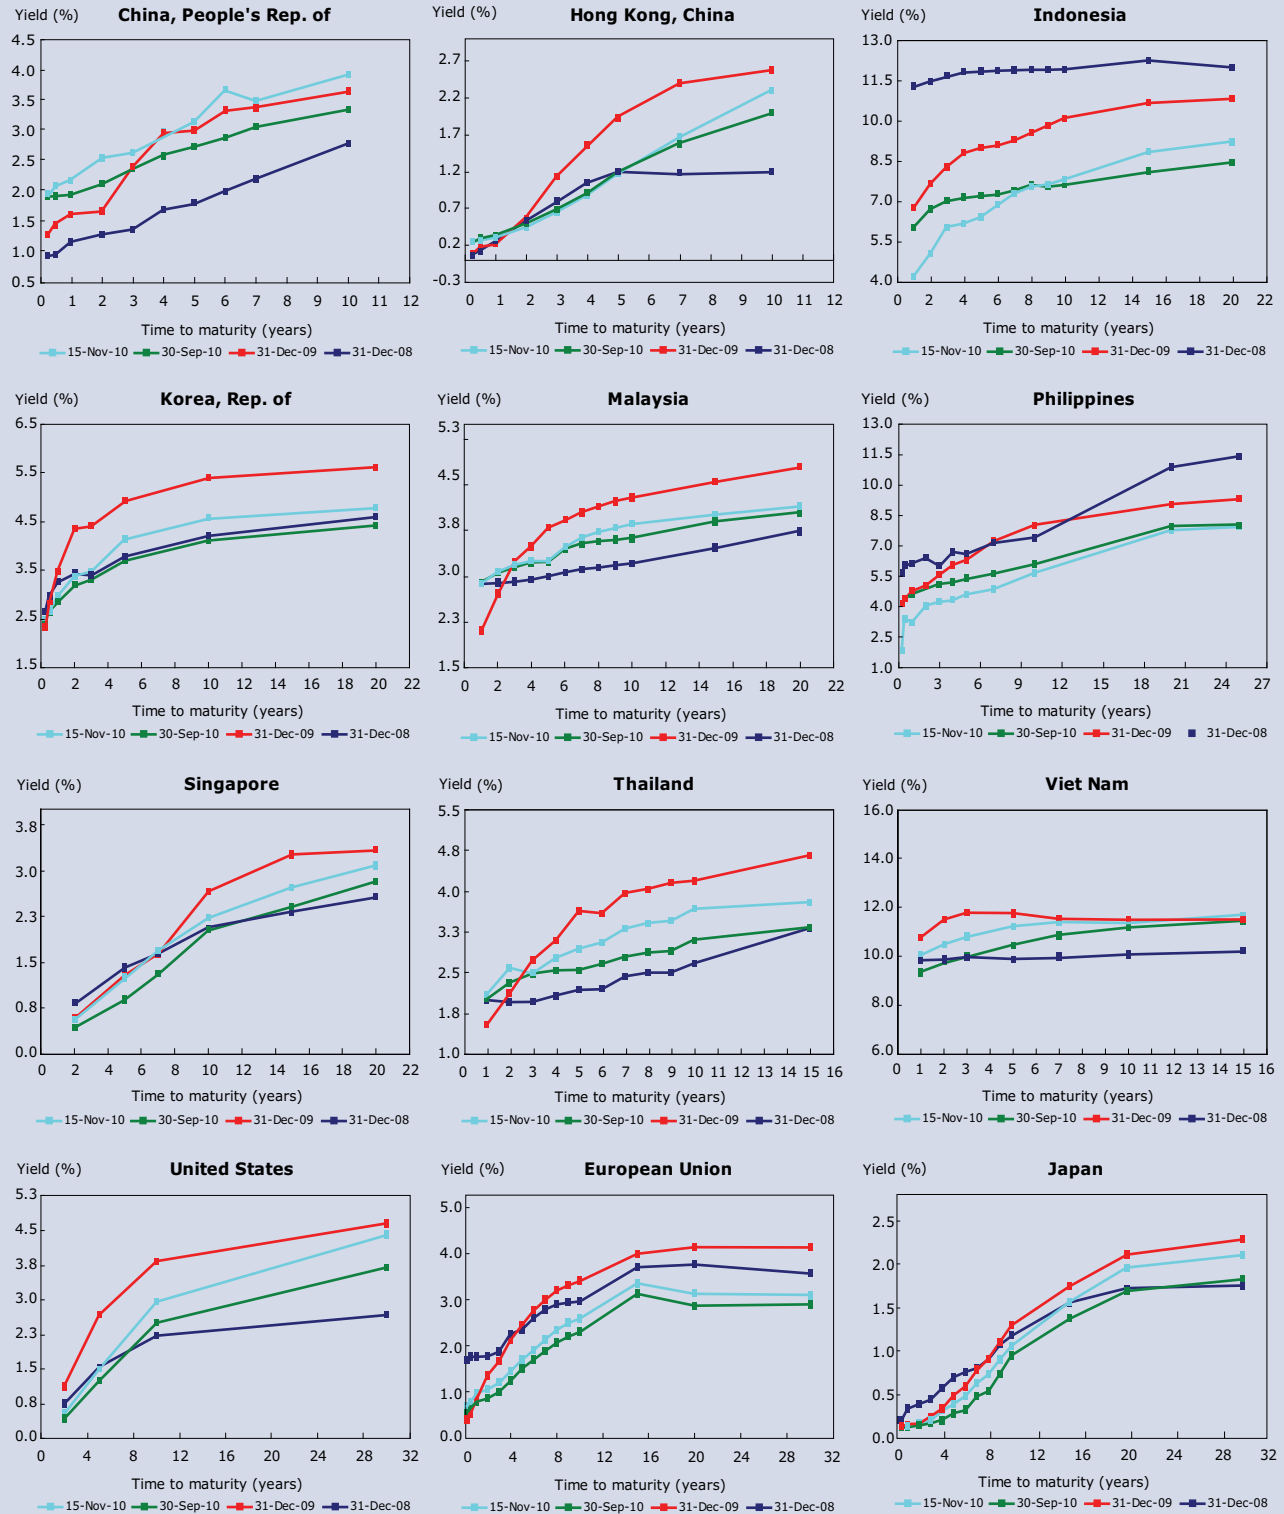 Yield (%) China, People's Rep. of
4.5
4.0
3.5
3.0
2.5
2.0
1.5
1.0
0.5
0 1 2 3 4 5 6 7 8 9 10 11 12
Time to maturity (years)
15-Nov-10 30-Sep-10 31-Dec-09 31-Dec-08
Yield (%) Hong Kong, China
2.7
2.2
1.7
1.2
0.7
0.2
-0.3
0 1 2 3 4 5 6 7 8 9 10 11 12
Time to maturity (years)
15-Nov-10 30-Sep-10 31-Dec-09 31-Dec-08
Yield (%) Indonesia
13.0
11.5
10.0
8.5
7.0
5.5
4.0
0 2 4 6 8 10 12 14 16 18 20 22
Time to maturity (years)
15-Nov-10 30-Sep-10 31-Dec-09 31-Dec-08
Yield (%) Korea, Rep. of
6.5
5.5
4.5
3.5
2.5
1.5
0 2 4 6 8 10 12 14 16 18 20 22
Time to maturity (years)
15-Nov-10 30-Sep-10 31-Dec-09 31-Dec-08
Yield (%) Malaysia
5.3
4.5
3.8
3.0
2.3
1.5
0 2 4 6 8 10 12 14 16 18 20 22
Time to maturity (years)
15-Nov-10 30-Sep-10 31-Dec-09 31-Dec-08
Yield (%) Philippines
13.0
11.5
10.0
8.5
7.0
5.5
4.0
2.5
1.0
0 3 6 9 12 15 18 21 24 27
Time to maturity (years)
15-Nov-10 30-Sep-10 31-Dec-09 31-Dec-08
Yield (%) Singapore
3.8
3.0
2.3
1.5
0.8
0.0
0 2 4 6 8 10 12 14 16 18 20 22
Time to maturity (years)
15-Nov-10 30-Sep-10 31-Dec-09 31-Dec-08
Yield (%) Thailand
5.5
4.8
4.0
3.3
2.5
1.8
1.0
1 2 3 4 5 6 7 8 9 10 11 12 13 14 15 16
Time to maturity (years)
15-Nov-10 30-Sep-10 31-Dec-09 31-Dec-08
Yield (%) Viet Nam
16.0
14.0
12.0
10.0
8.0
6.0
0 1 2 3 4 5 6 7 8 9 10 11 12 13 14 15 16
Time to maturity (years)
15-Nov-10 30-Sep-10 31-Dec-09 31-Dec-08
Yield (%) United States
5.3
4.5
3.8
3.0
2.3
1.5
0.8
0.0
0 4 8 12 16 20 24 28 32
Time to maturity (years)
15-Nov-10 30-Sep-10 31-Dec-09 31-Dec-08
Yield (%) European Union
5.0
4.0
3.0
2.0
1.0
0.0
0 4 8 12 16 20 24 28 32
Time to maturity (years)
15-Nov-10 30-Sep-10 31-Dec-09 31-Dec-08
Yield (%) Japan
2.5
2.0
1.5
1.0
0.5
0.0
0 4 8 12 16 20 24 28 32
Time to maturity (years)
15-Nov-10 30-Sep-10 31-Dec-09 31-Dec-08